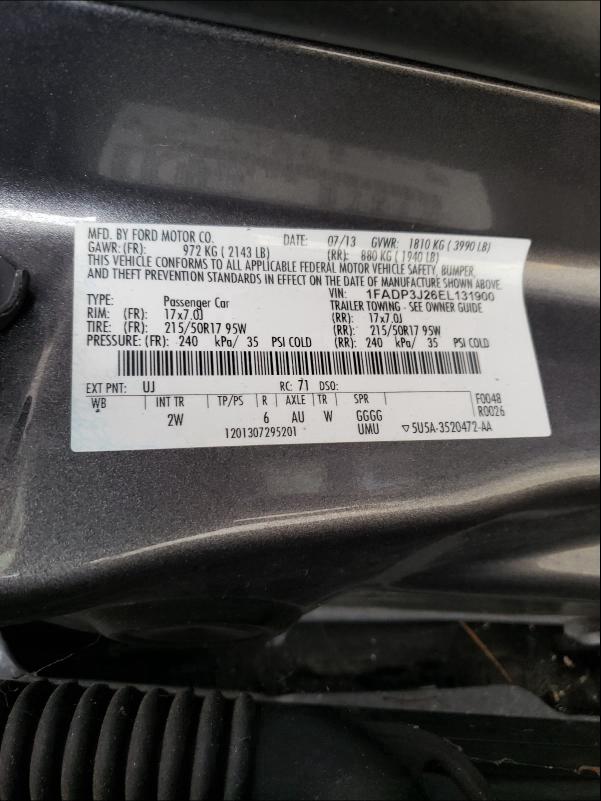 MFD. BY FORD MOTOR CO. DATE: 07/13 GVWR: 1810 KG ( 3990 LB)
GAWR: (FR): 972 KG ( 2143 LB) (RR): 880 KG ( 1940 LB)
THIS VEHICLE CONFORMS TO ALL APPLICABLE FEDERAL MOTOR VEHICLE SAFETY, BUMPER,
AND THEFT PREVENTION STANDARDS IN EFFECT ON THE DATE OF MANUFACTURE SHOWN ABOVE.
VIN: 1FADP3J26EL131900
TYPE: Passenger Car TRAILER TOWING - SEE OWNER GUIDE
RIM: (FR): 17x7.0J (RR): 17x7.0J
TIRE: (FR): 215/50R17 95W (RR): 215/50R17 95W
PRESSURE: (FR): 240 kPa/ 35 PSI COLD (RR): 240 kPa/ 35 PSI COLD
EXT PNT: UJ RC: 71 DSO:
WB INT TR TP/PS R AXLE TR SPR F0048
2W 6 AU W GGGG R0026
1201307295201 UMU ▽5U5A-3520472-AA